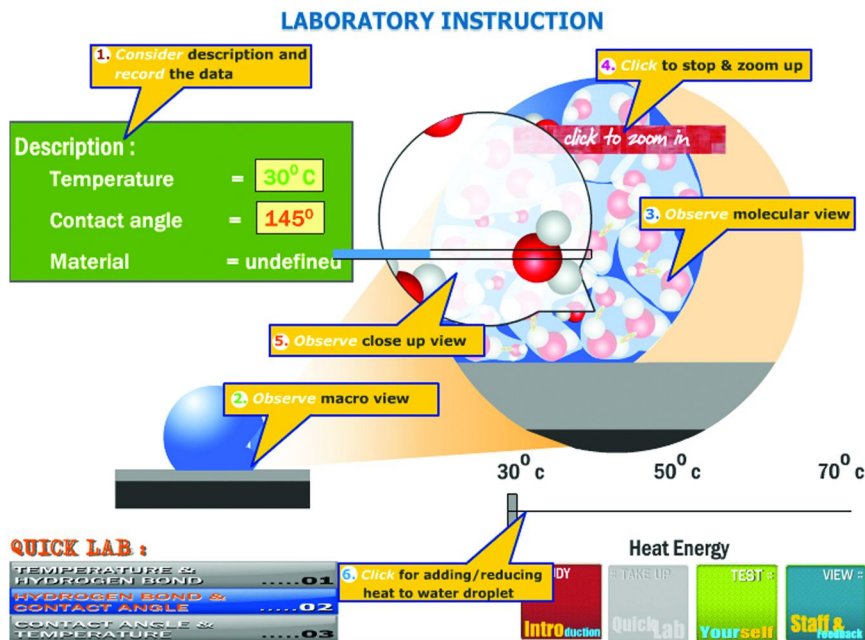 LABORATORY INSTRUCTION
1. Consider description and
record the data
4. Click to stop & zoom up
click to zoom in
Description :
Temperature = 30⁰ C
Contact angle = 145⁰
Material = undefined
3. Observe molecular view
5. Observe close up view
2. Observe macro view
30⁰ c 50⁰ c 70⁰ c
QUICK LAB :
TEMPERATURE &
HYDROGEN BOND .....01
HYDROGEN BOND &
CONTACT ANGLE .....02
CONTACT ANGLE &
TEMPERATURE .....03
6. Click for adding/reducing
heat to water droplet
Heat Energy
Introduction
:: TAKE UP
Quick Lab
TEST ::
Yourself
VIEW ::
Staff &
Feedback